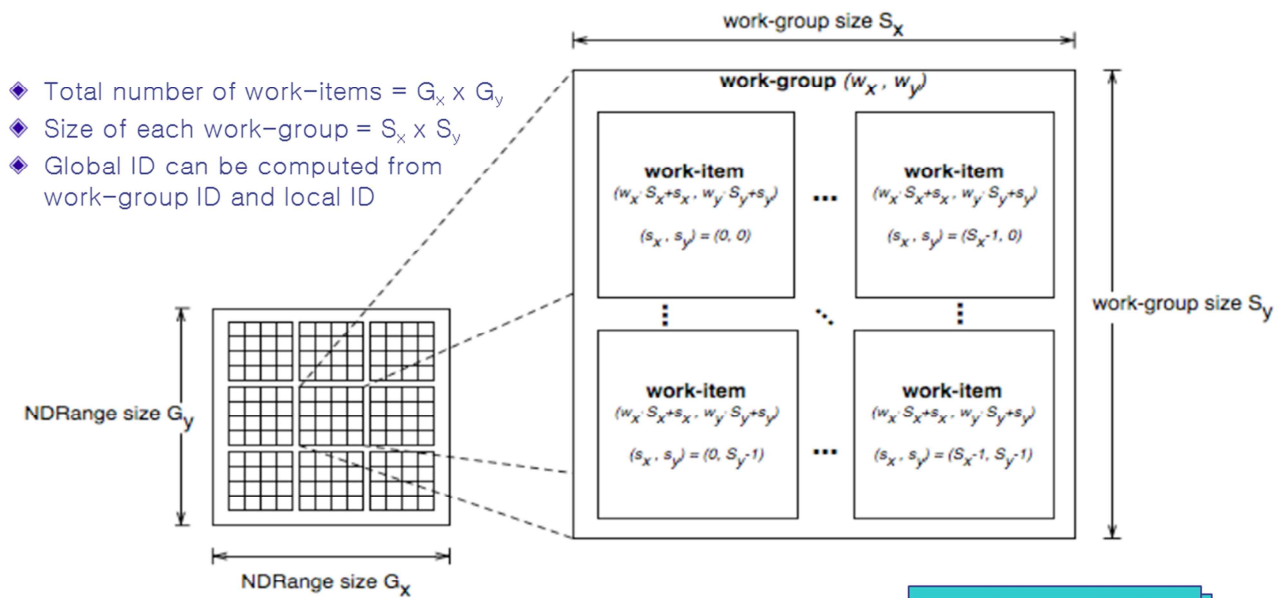 work-group size Sx
◈ Total number of work-items = Gx x Gy
◈ Size of each work-group = Sx x Sy
◈ Global ID can be computed from
work-group ID and local ID
work-group (wx , wy)
work-item
(wx· Sx+sx , wy· Sy+sy)
(sx , sy) = (0, 0)
...
work-item
(wx· Sx+sx , wy· Sy+sy)
(sx , sy) = (Sx-1, 0)
work-group size Sy
work-item
(wx· Sx+sx , wy· Sy+sy)
(sx , sy) = (0, Sy-1)
...
work-item
(wx· Sx+sx , wy· Sy+sy)
(sx , sy) = (Sx-1, Sy-1)
NDRange size Gy
NDRange size Gx